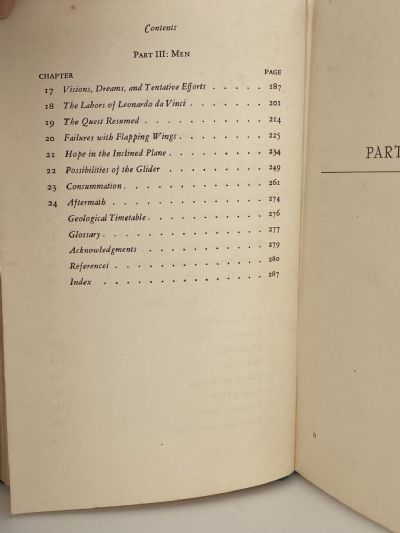 Contents
PART III: MEN
CHAPTER PAGE
17 Visions, Dreams, and Tentative Efforts . . . . . 187
18 The Labors of Leonardo da Vinci . . . . . . . 201
19 The Quest Resumed . . . . . . . . . . 214
20 Failures with Flapping Wings . . . . . . . . 225
21 Hope in the Inclined Plane . . . . . . . . . 234
22 Possibilities of the Glider . . . . . . . . . 249
23 Consummation . . . . . . . . . . . . 261
24 Aftermath . . . . . . . . . . . . . 274
Geological Timetable . . . . . . . . . . 276
Glossary . . . . . . . . . . . . . . 277
Acknowledgments . . . . . . . . . . 279
References . . . . . . . . . . . . . 280
Index . . . . . . . . . . . . . . 287
PART